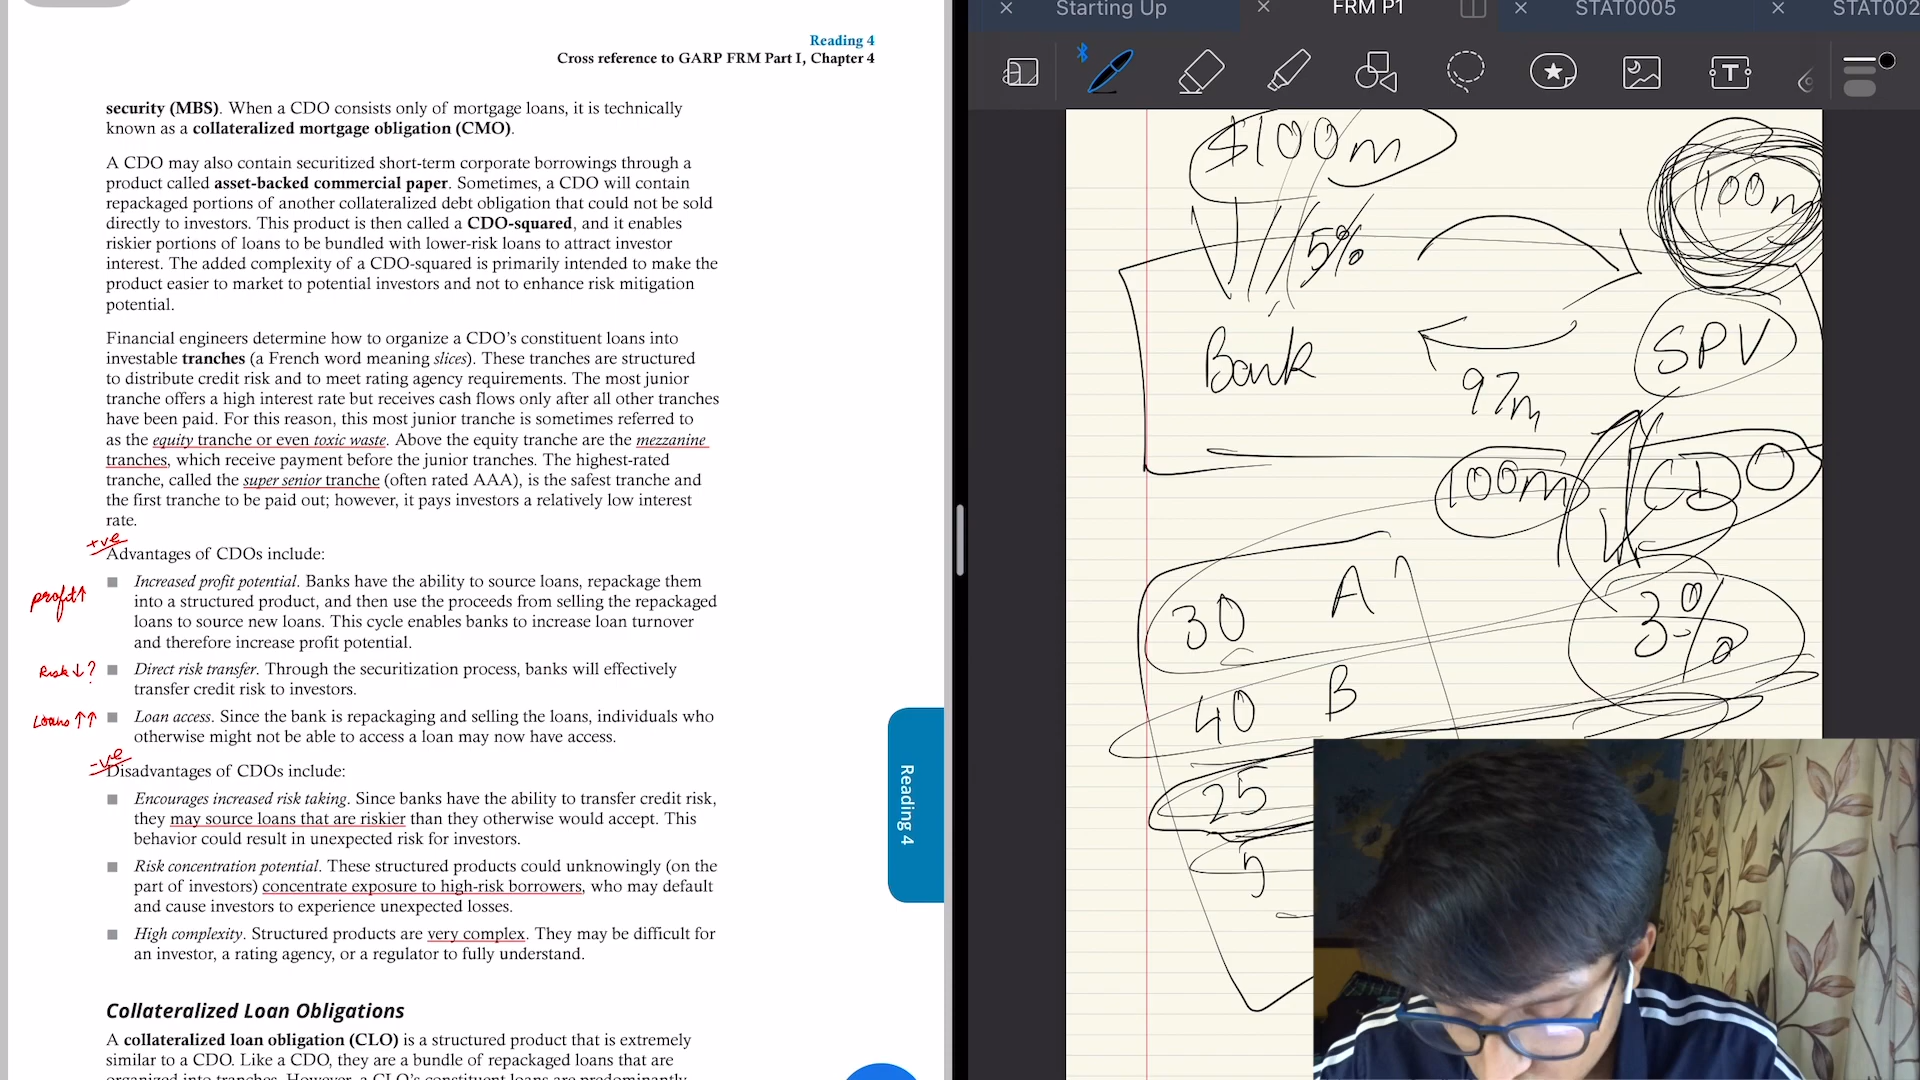 Reading 4
Cross reference to GARP FRM Part I, Chapter 4
security (MBS). When a CDO consists only of mortgage loans, it is technically
known as a collateralized mortgage obligation (CMO).
A CDO may also contain securitized short-term corporate borrowings through a
product called asset-backed commercial paper. Sometimes, a CDO will contain
repackaged portions of another collateralized debt obligation that could not be sold
directly to investors. This product is then called a CDO-squared, and it enables
riskier portions of loans to be bundled with lower-risk loans to attract investor
interest. The added complexity of a CDO-squared is primarily intended to make the
product easier to market to potential investors and not to enhance risk mitigation
potential.
Financial engineers determine how to organize a CDO's constituent loans into
investable tranches (a French word meaning slices). These tranches are structured
to distribute credit risk and to meet rating agency requirements. The most junior
tranche offers a high interest rate but receives cash flows only after all other tranches
have been paid. For this reason, this most junior tranche is sometimes referred to
as the equity tranche or even toxic waste. Above the equity tranche are the mezzanine
tranches, which receive payment before the junior tranches. The highest-rated
tranche, called the super senior tranche (often rated AAA), is the safest tranche and
the first tranche to be paid out; however, it pays investors a relatively low interest
rate.
+ve
Advantages of CDOs include:
profit↑
■ Increased profit potential. Banks have the ability to source loans, repackage them
into a structured product, and then use the proceeds from selling the repackaged
loans to source new loans. This cycle enables banks to increase loan turnover
and therefore increase profit potential.
Risk↓?
■ Direct risk transfer. Through the securitization process, banks will effectively
transfer credit risk to investors.
Loans↑↑
■ Loan access. Since the bank is repackaging and selling the loans, individuals who
otherwise might not be able to access a loan may now have access.
-ve
Disadvantages of CDOs include:
■ Encourages increased risk taking. Since banks have the ability to transfer credit risk,
they may source loans that are riskier than they otherwise would accept. This
behavior could result in unexpected risk for investors.
■ Risk concentration potential. These structured products could unknowingly (on the
part of investors) concentrate exposure to high-risk borrowers, who may default
and cause investors to experience unexpected losses.
■ High complexity. Structured products are very complex. They may be difficult for
an investor, a rating agency, or a regulator to fully understand.
Collateralized Loan Obligations
A collateralized loan obligation (CLO) is a structured product that is extremely
similar to a CDO. Like a CDO, they are a bundle of repackaged loans that are
organized into tranches. However, a CLO's constituent loans are predominantly
Reading 4
Starting Up
FRM P1
STAT0005
STAT002
$100m
100m
5%
Bank
SPV
97m
100m
CDO
30 A
3%
40 B
25
5